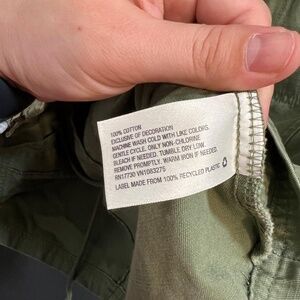 100% COTTON
EXCLUSIVE OF DECORATION
MACHINE WASH COLD WITH LIKE COLORS.
GENTLE CYCLE. ONLY NON-CHLORINE
BLEACH IF NEEDED. TUMBLE DRY LOW.
REMOVE PROMPTLY. WARM IRON IF NEEDED.
RN17730 VN1083275
LABEL MADE FROM 100% RECYCLED PLASTIC